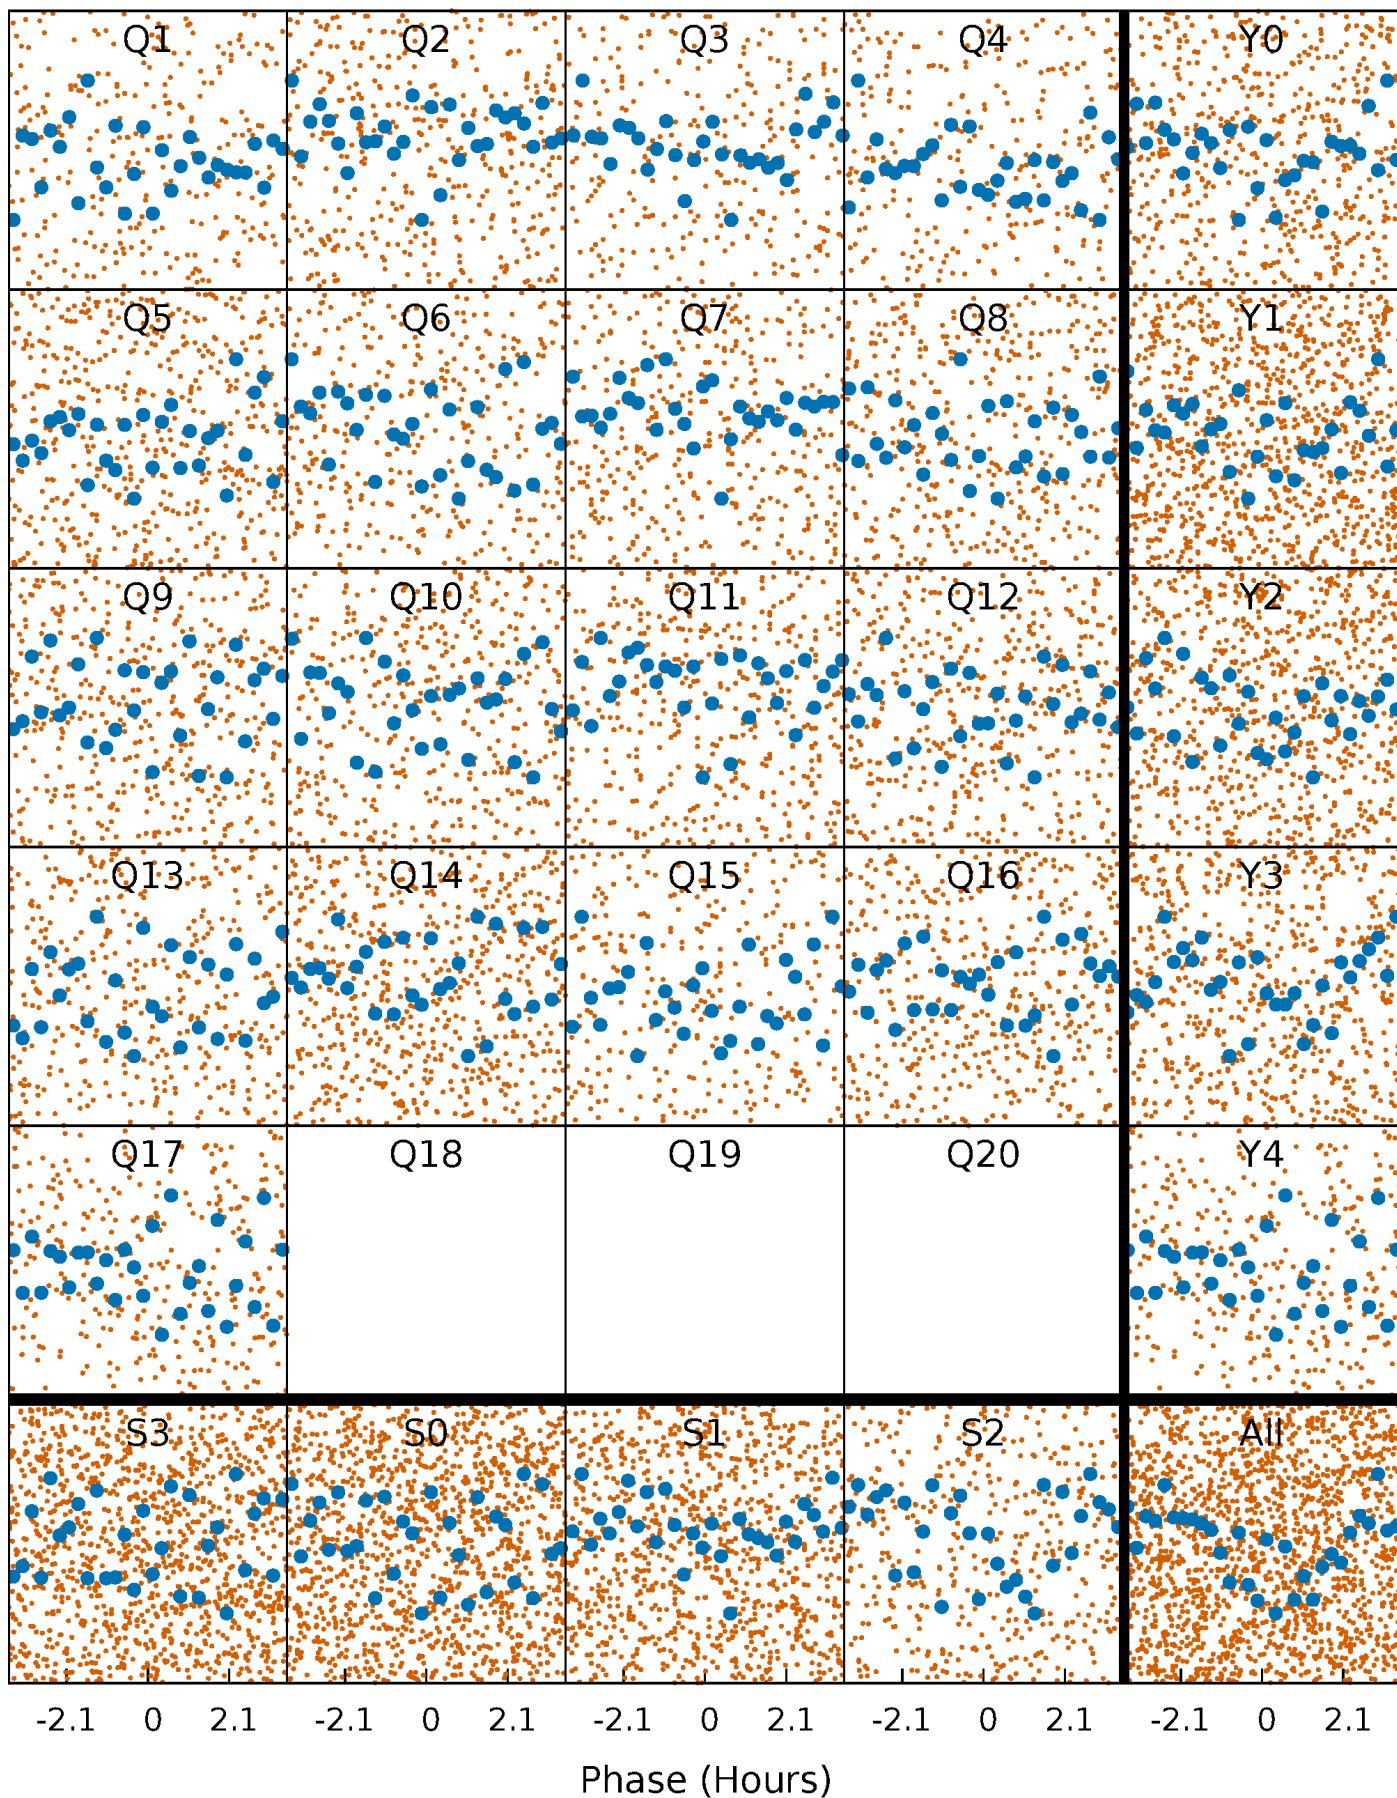 Q1 Q2 Q3 Q4 Y0
Q5 Q6 Q7 Q8 Y1
Q9 Q10 Q11 Q12 Y2
Q13 Q14 Q15 Q16 Y3
Q17 Q18 Q19 Q20 Y4
S3 S0 S1 S2 All
-2.1 0 2.1 -2.1 0 2.1 -2.1 0 2.1 -2.1 0 2.1 -2.1 0 2.1
Phase (Hours)